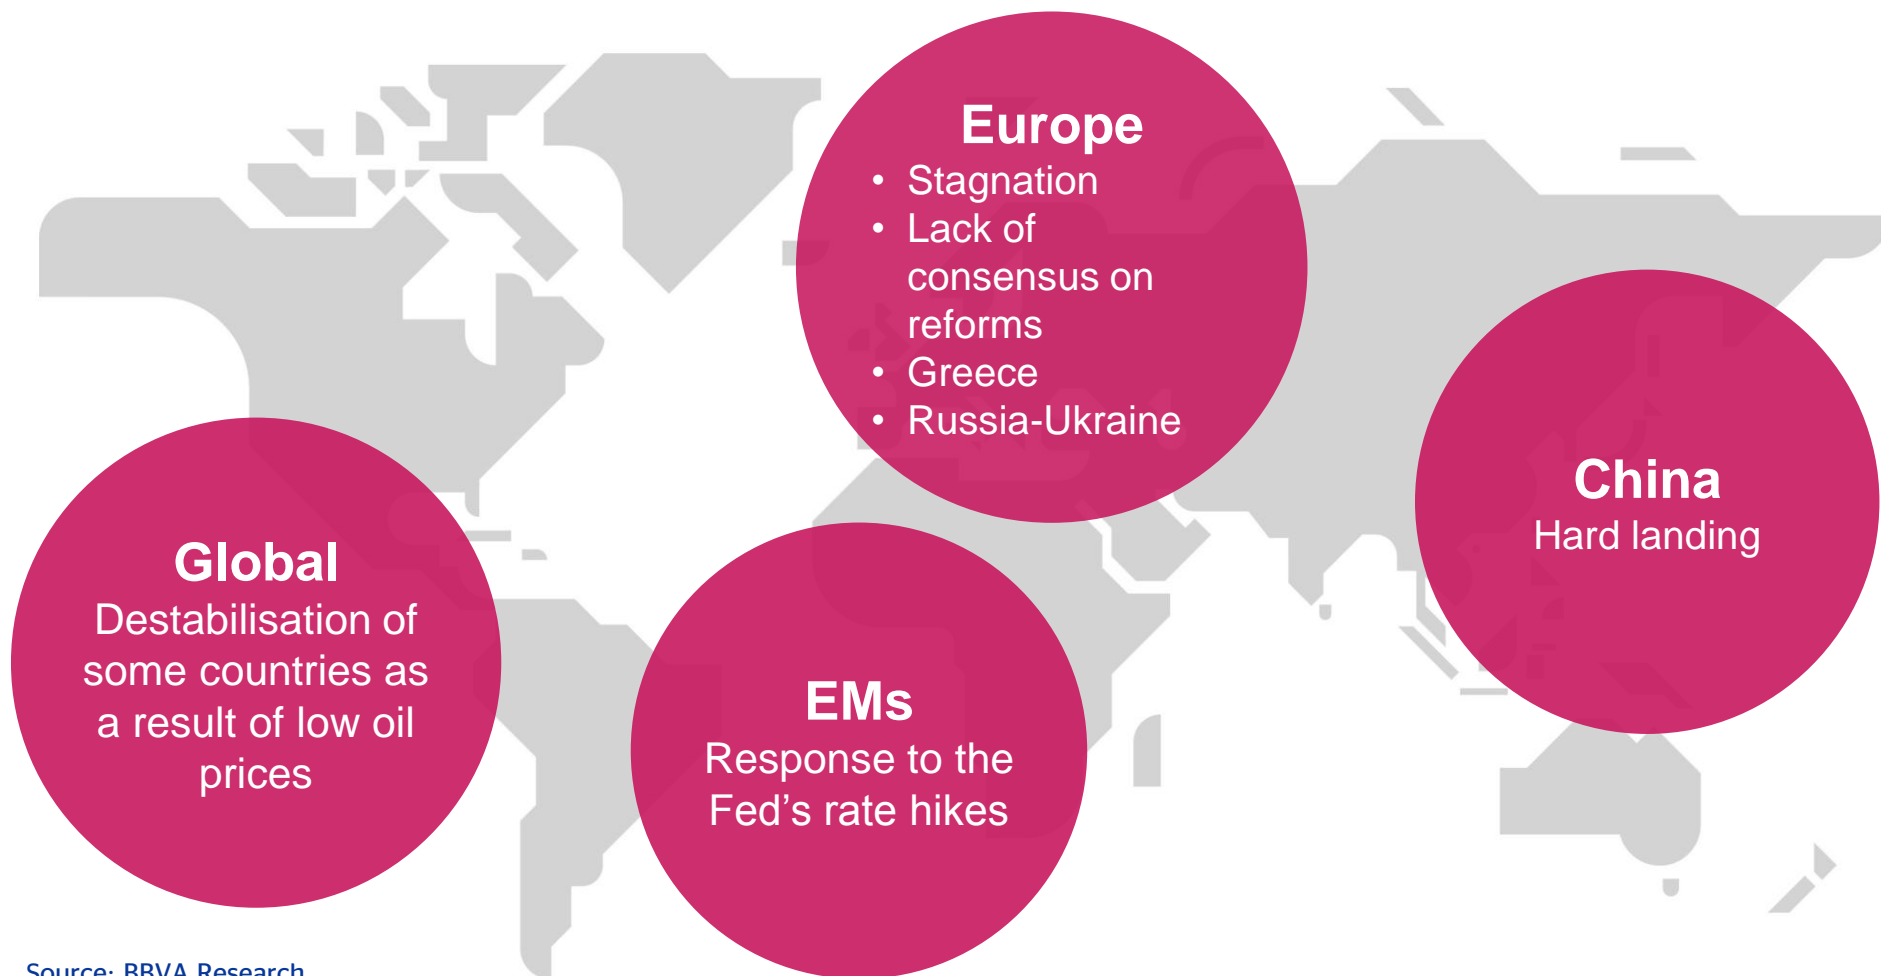 Europe
• Stagnation
• Lack of
consensus on
reforms
• Greece
• Russia-Ukraine
China
Hard landing
Global
Destabilisation of
some countries as
a result of low oil
prices
EMs
Response to the
Fed’s rate hikes
Source: BBVA Research